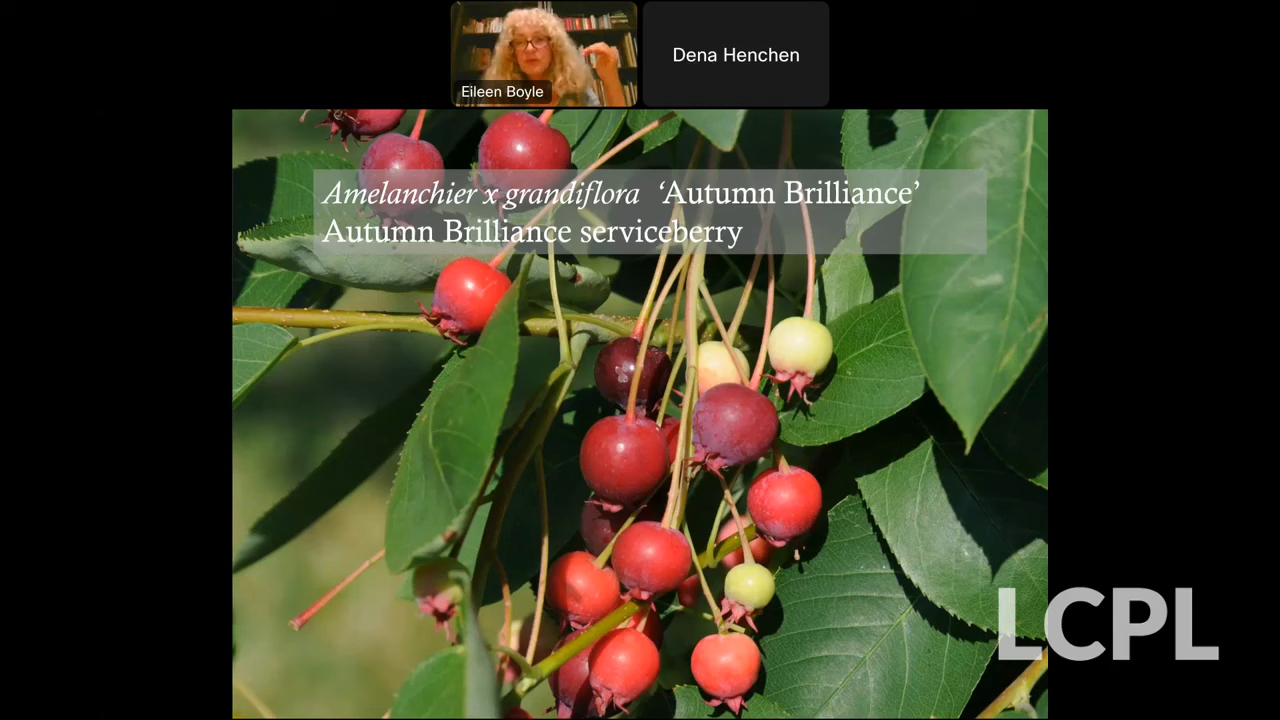 Eileen Boyle
Dena Henchen
Amelanchier x grandiflora ‘Autumn Brilliance’
Autumn Brilliance serviceberry
LCPL